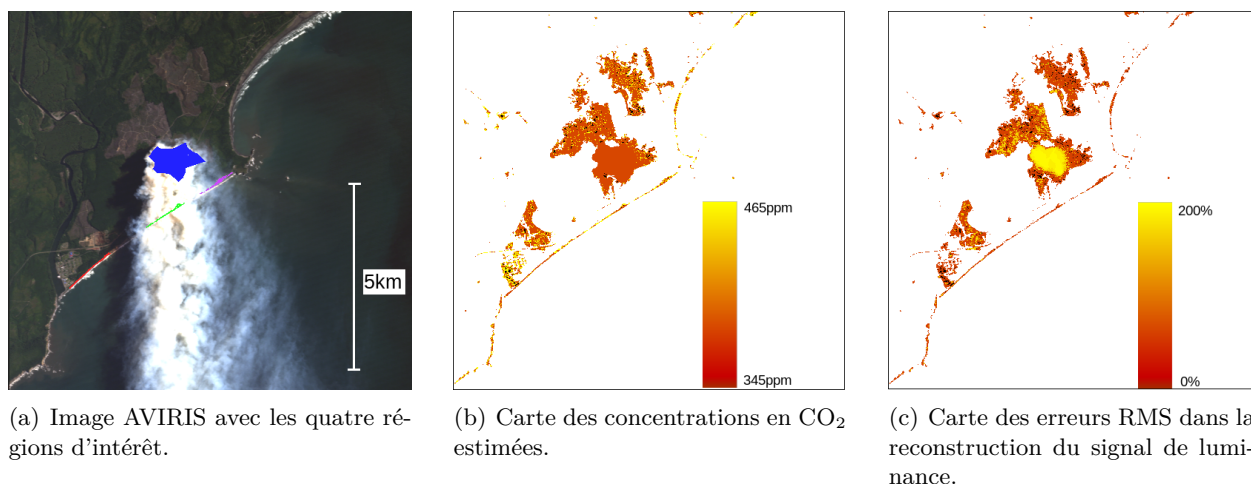 5km
465ppm
345ppm
200%
0%
(a) Image AVIRIS avec les quatre ré-
gions d'intérêt.
(b) Carte des concentrations en CO₂
estimées.
(c) Carte des erreurs RMS dans la
reconstruction du signal de lumi-
nance.